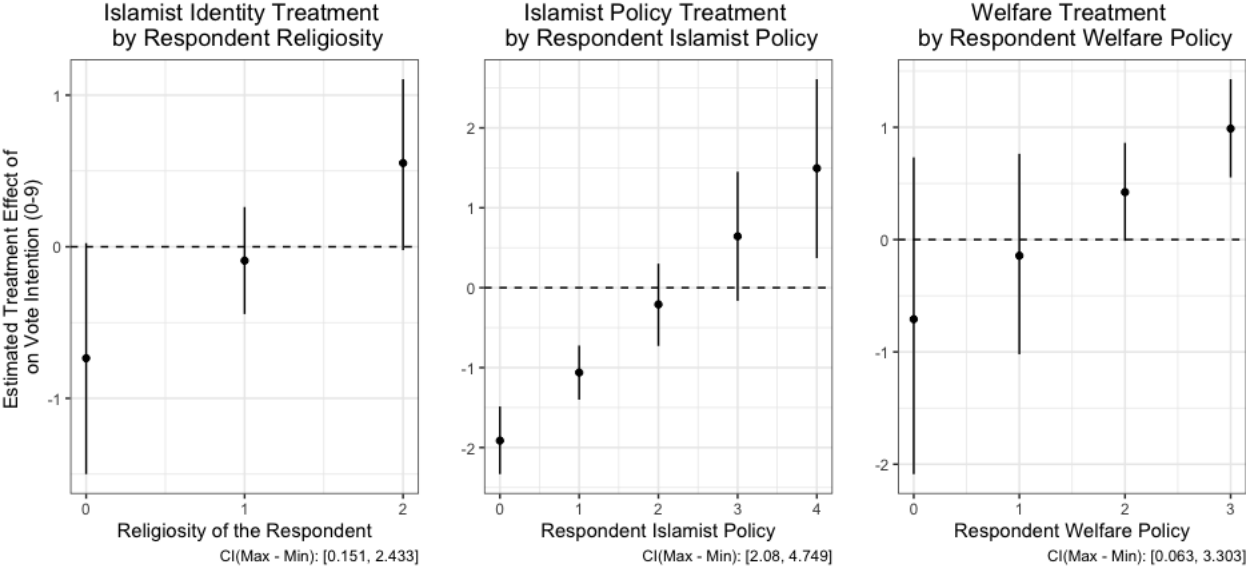 Islamist Identity Treatment
by Respondent Religiosity
Estimated Treatment Effect of
on Vote Intention (0-9)
1
0
-1
0 1 2
Religiosity of the Respondent
CI(Max - Min): [0.151, 2.433]
Islamist Policy Treatment
by Respondent Islamist Policy
2
1
0
-1
-2
0 1 2 3 4
Respondent Islamist Policy
CI(Max - Min): [2.08, 4.749]
Welfare Treatment
by Respondent Welfare Policy
1
0
-1
-2
0 1 2 3
Respondent Welfare Policy
CI(Max - Min): [0.063, 3.303]